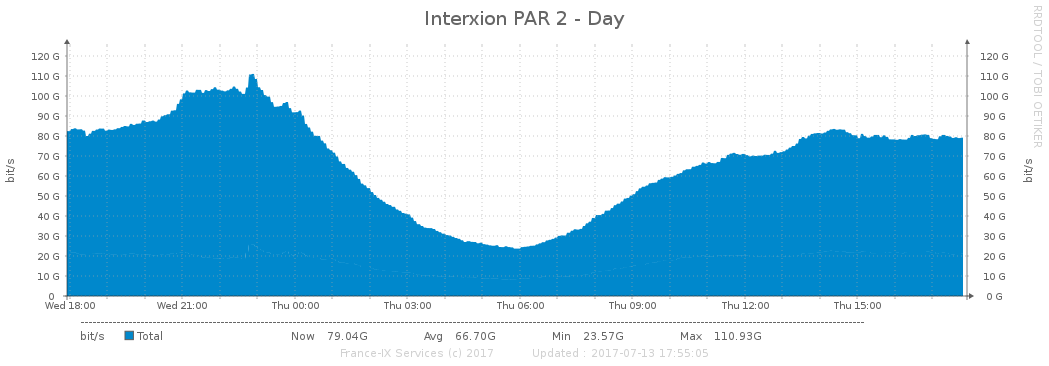 Interxion PAR 2 - Day
RRDTOOL / TOBI OETIKER
bit/s
bit/s
120 G 120 G
110 G 110 G
100 G 100 G
90 G 90 G
80 G 80 G
70 G 70 G
60 G 60 G
50 G 50 G
40 G 40 G
30 G 30 G
20 G 20 G
10 G 10 G
0 0 G
Wed 18:00 Wed 21:00 Thu 00:00 Thu 03:00 Thu 06:00 Thu 09:00 Thu 12:00 Thu 15:00
bit/s Total Now 79.04G Avg 66.70G Min 23.57G Max 110.93G
France-IX Services (c) 2017 Updated : 2017-07-13 17:55:05